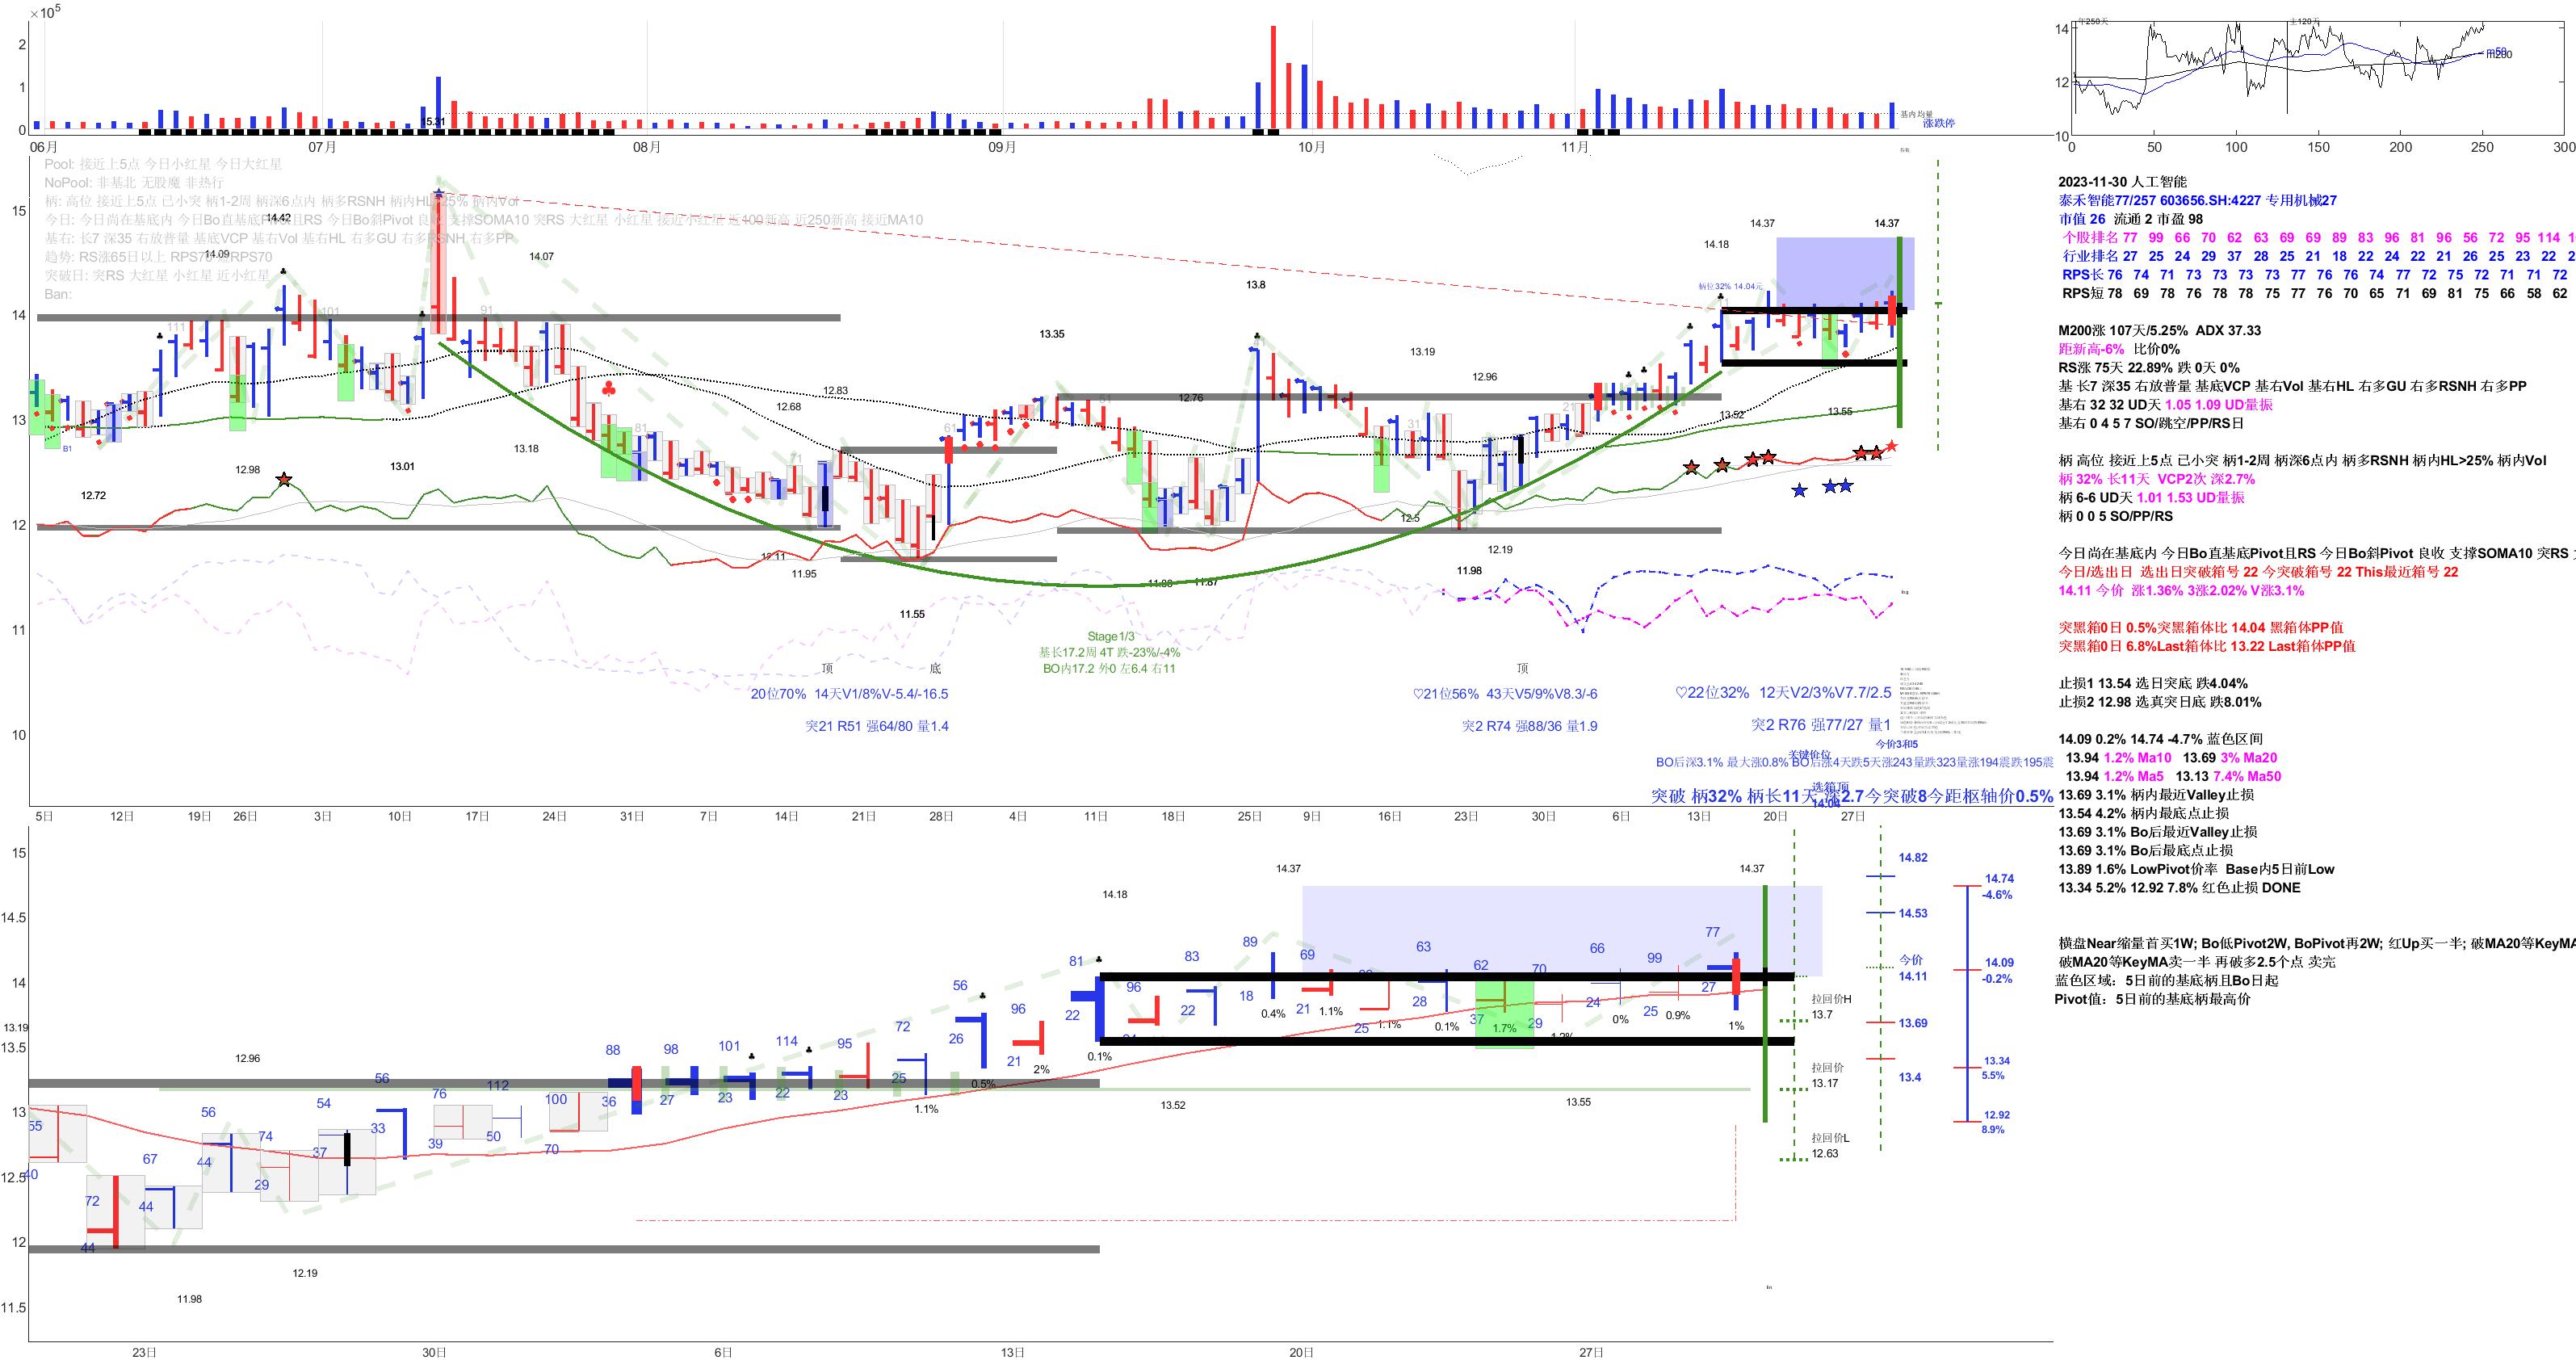 ×10⁵
2
1
0
15.31
基内均量
涨跌停
06月 07月 08月 09月 10月 11月
Pool: 接近上5点 今日小红星 今日大红星
NoPool: 非基北 无股魔 非热行
柄: 高位 接近上5点 已小突 柄1-2周 柄深6点内 柄多RSNH 柄内HL>25% 柄内Vol
今日: 今日尚在基底内 今日Bo直基底Pivot且RS 今日Bo斜Pivot 良收 支撑SOMA10 突RS 大红星 小红星 接近小红星 近100新高 近250新高 接近MA10
基右: 长7 深35 右放普量 基底VCP 基右Vol 基右HL 右多GU 右多RSNH 右多PP
趋势: RS涨65日以上 RPS70 RPS70
突破日: 突RS 大红星 小红星 近小红星
Ban:
15
14
13
12
11
10
14.42
14.09
14.07
13.8
13.35
13.19
12.96
14.18
14.37
14.37
柄位32% 14.04元
111
101
91
81
71
61
51
41
31
21
B1
12.72
12.98
13.01
13.18
12.68
12.83
12.76
12.11
11.95
11.55
11.86
11.87
12.5
11.98
12.19
13.52
13.55
Stage1/3
基长17.2周 4T 跌-23%/-4%
BO内17.2 外0 左6.4 右11
顶 底 顶
20位70% 14天V1/8%V-5.4/-16.5
突21 R51 强64/80 量1.4
♡21位56% 43天V5/9%V8.3/-6
突2 R74 强88/36 量1.9
♡22位32% 12天V2/3%V7.7/2.5
突2 R76 强77/27 量1
今价3和5
关键价位
BO后深3.1% 最大涨0.8% BO后涨4天跌5天涨243量跌323量涨194震跌195震
选箱顶
14.04
突破 柄32% 柄长11天 深2.7今突破8今距枢轴价0.5%
5日 12日 19日 26日 3日 10日 17日 24日 31日 7日 14日 21日 28日 4日 11日 18日 25日 9日 16日 23日 30日 6日 13日 20日 27日
15
14.5
14
13.5
13
12.5
12
11.5
13.19
12.96
14.18
14.37
14.37
55 72 67 56 74 54 56 76 112 100 88 98 101 114 95 72 56 96 81 96 83 89 69 63 62 70 66 99 77
40 44 44 44 29 37 33 39 50 70 36 27 23 22 23 25 26 21 22 22 18 21 25 28 37 29 24 25 27
1.1% 0.5% 2% 0.1% 0.4% 1.1% 1.1% 0.1% 1.7% 1.2% 0% 0.9% 1%
13.52
13.55
12.19
11.98
拉回价H
13.7
拉回价
13.17
拉回价L
12.63
14.82
14.53
今价
14.11
13.69
13.4
14.74
-4.6%
14.09
-0.2%
13.34
5.5%
12.92
8.9%
23日 30日 6日 13日 20日 27日
14
12
10
年250天
主120天
m50
m200
0 50 100 150 200 250 300
2023-11-30 人工智能
泰禾智能77/257 603656.SH:4227 专用机械27
市值 26 流通 2 市盈 98
个股排名 77 99 66 70 62 63 69 69 89 83 96 81 96 56 72 95 114 1
行业排名 27 25 24 29 37 28 25 21 18 22 24 22 21 26 25 23 22 2
RPS长 76 74 71 73 73 73 73 77 76 76 74 77 72 75 72 71 71 72
RPS短 78 69 78 76 78 78 75 77 76 70 65 71 69 81 75 66 58 62
M200涨 107天/5.25% ADX 37.33
距新高-6% 比价0%
RS涨 75天 22.89% 跌 0天 0%
基 长7 深35 右放普量 基底VCP 基右Vol 基右HL 右多GU 右多RSNH 右多PP
基右 32 32 UD天 1.05 1.09 UD量振
基右 0 4 5 7 SO/跳空/PP/RS日
柄 高位 接近上5点 已小突 柄1-2周 柄深6点内 柄多RSNH 柄内HL>25% 柄内Vol
柄 32% 长11天 VCP2次 深2.7%
柄 6-6 UD天 1.01 1.53 UD量振
柄 0 0 5 SO/PP/RS
今日尚在基底内 今日Bo直基底Pivot且RS 今日Bo斜Pivot 良收 支撑SOMA10 突RS
今日/选出日 选出日突破箱号 22 今突破箱号 22 This最近箱号 22
14.11 今价 涨1.36% 3涨2.02% V涨3.1%
突黑箱0日 0.5%突黑箱体比 14.04 黑箱体PP值
突黑箱0日 6.8%Last箱体比 13.22 Last箱体PP值
止损1 13.54 选日突底 跌4.04%
止损2 12.98 选真突日底 跌8.01%
14.09 0.2% 14.74 -4.7% 蓝色区间
13.94 1.2% Ma10 13.69 3% Ma20
13.94 1.2% Ma5 13.13 7.4% Ma50
13.69 3.1% 柄内最近Valley止损
13.54 4.2% 柄内最底点止损
13.69 3.1% Bo后最近Valley止损
13.69 3.1% Bo后最底点止损
13.89 1.6% LowPivot价率 Base内5日前Low
13.34 5.2% 12.92 7.8% 红色止损 DONE
横盘Near缩量首买1W; Bo低Pivot2W, BoPivot再2W; 红Up买一半; 破MA20等KeyMA
破MA20等KeyMA卖一半 再破多2.5个点 卖完
蓝色区域：5日前的基底柄且Bo日起
Pivot值：5日前的基底柄最高价